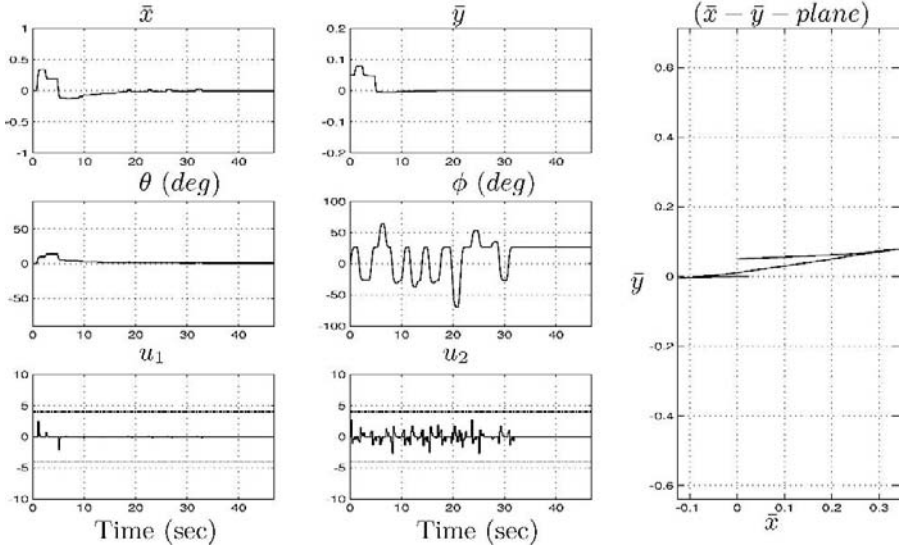 x̄
1
0.5
0
-0.5
-1
0 10 20 30 40
ȳ
0.2
0.1
0
-0.1
-0.2
0 10 20 30 40
θ (deg)
50
0
-50
0 10 20 30 40
ϕ (deg)
100
50
0
-50
-100
0 10 20 30 40
u₁
10
5
0
-5
-10
0 10 20 30 40
Time (sec)
u₂
10
5
0
-5
-10
0 10 20 30 40
Time (sec)
(x̄ − ȳ − plane)
0.6
0.4
0.2
ȳ
0
-0.2
-0.4
-0.6
-0.1 0 0.1 0.2 0.3
x̄